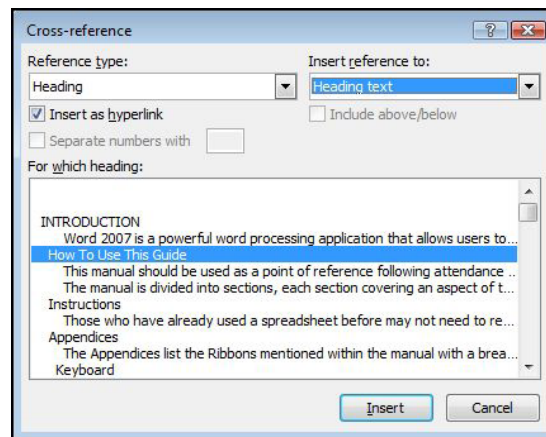 Cross-reference
Reference type:
Insert reference to:
Heading
Heading text
Insert as hyperlink
Include above/below
Separate numbers with
For which heading:
INTRODUCTION
Word 2007 is a powerful word processing application that allows users to...
How To Use This Guide
This manual should be used as a point of reference following attendance ..
The manual is divided into sections, each section covering an aspect of t...
Instructions
Those who have already used a spreadsheet before may not need to re...
Appendices
The Appendices list the Ribbons mentioned within the manual with a brea...
Keyboard
Insert
Cancel